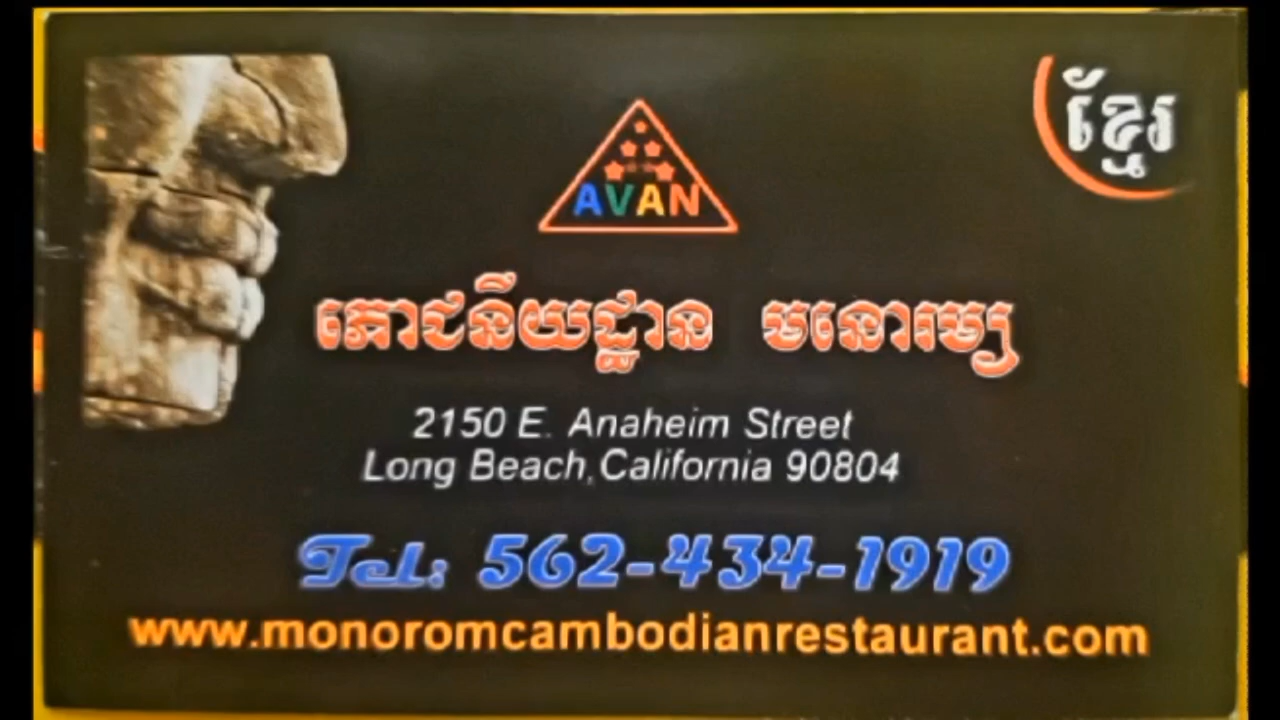 ខ្មែរ
AVAN
ភោជនីយដ្ឋាន មនោរម្យ
2150 E. Anaheim Street
Long Beach, California 90804
Tel: 562-434-1919
www.monoromcambodianrestaurant.com